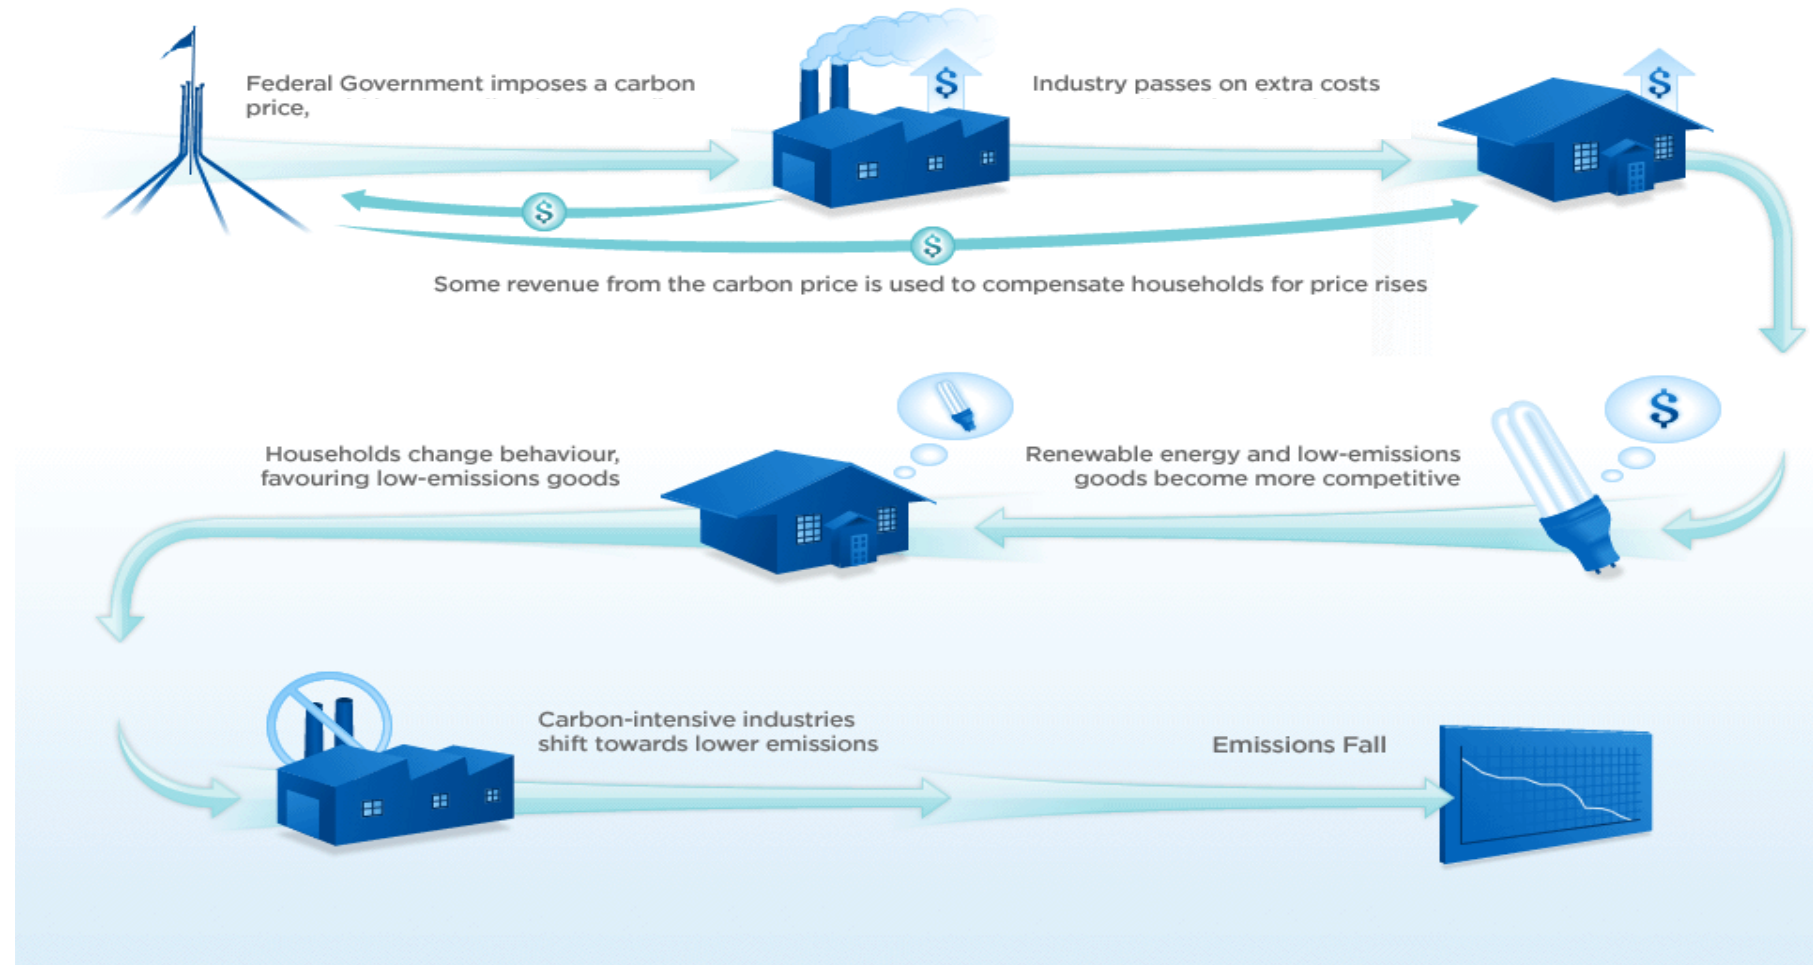 Federal Government imposes a carbon
price,
$
Industry passes on extra costs
$
$
$
Some revenue from the carbon price is used to compensate households for price rises
Households change behaviour,
favouring low-emissions goods
Renewable energy and low-emissions
goods become more competitive
$
Carbon-intensive industries
shift towards lower emissions
Emissions Fall